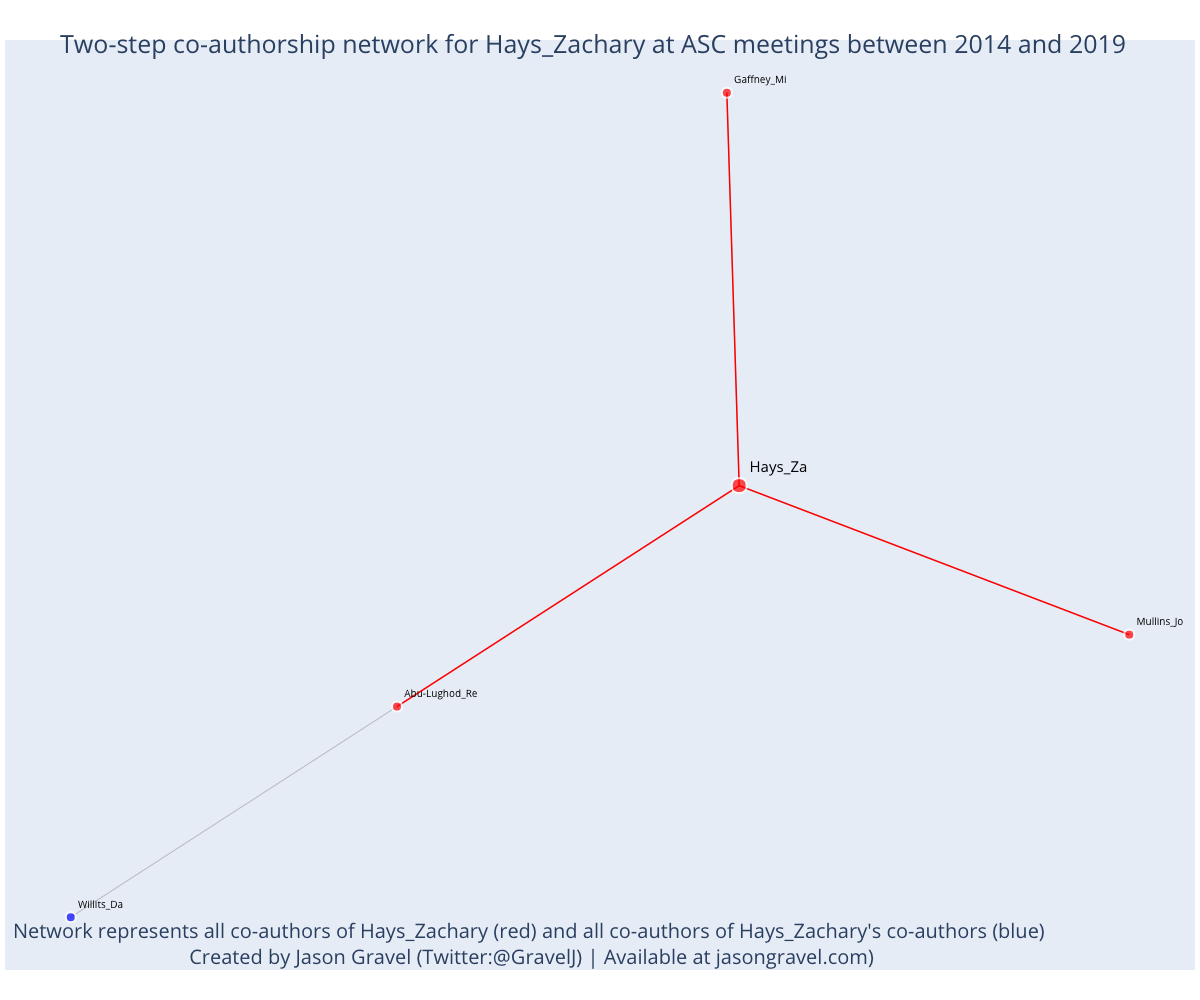 Two-step co-authorship network for Hays_Zachary at ASC meetings between 2014 and 2019
Gaffney_Mi
Hays_Za
Mullins_Jo
Abu-Lughod_Re
Willits_Da
Network represents all co-authors of Hays_Zachary (red) and all co-authors of Hays_Zachary's co-authors (blue)
Created by Jason Gravel (Twitter:@GravelJ) | Available at jasongravel.com)